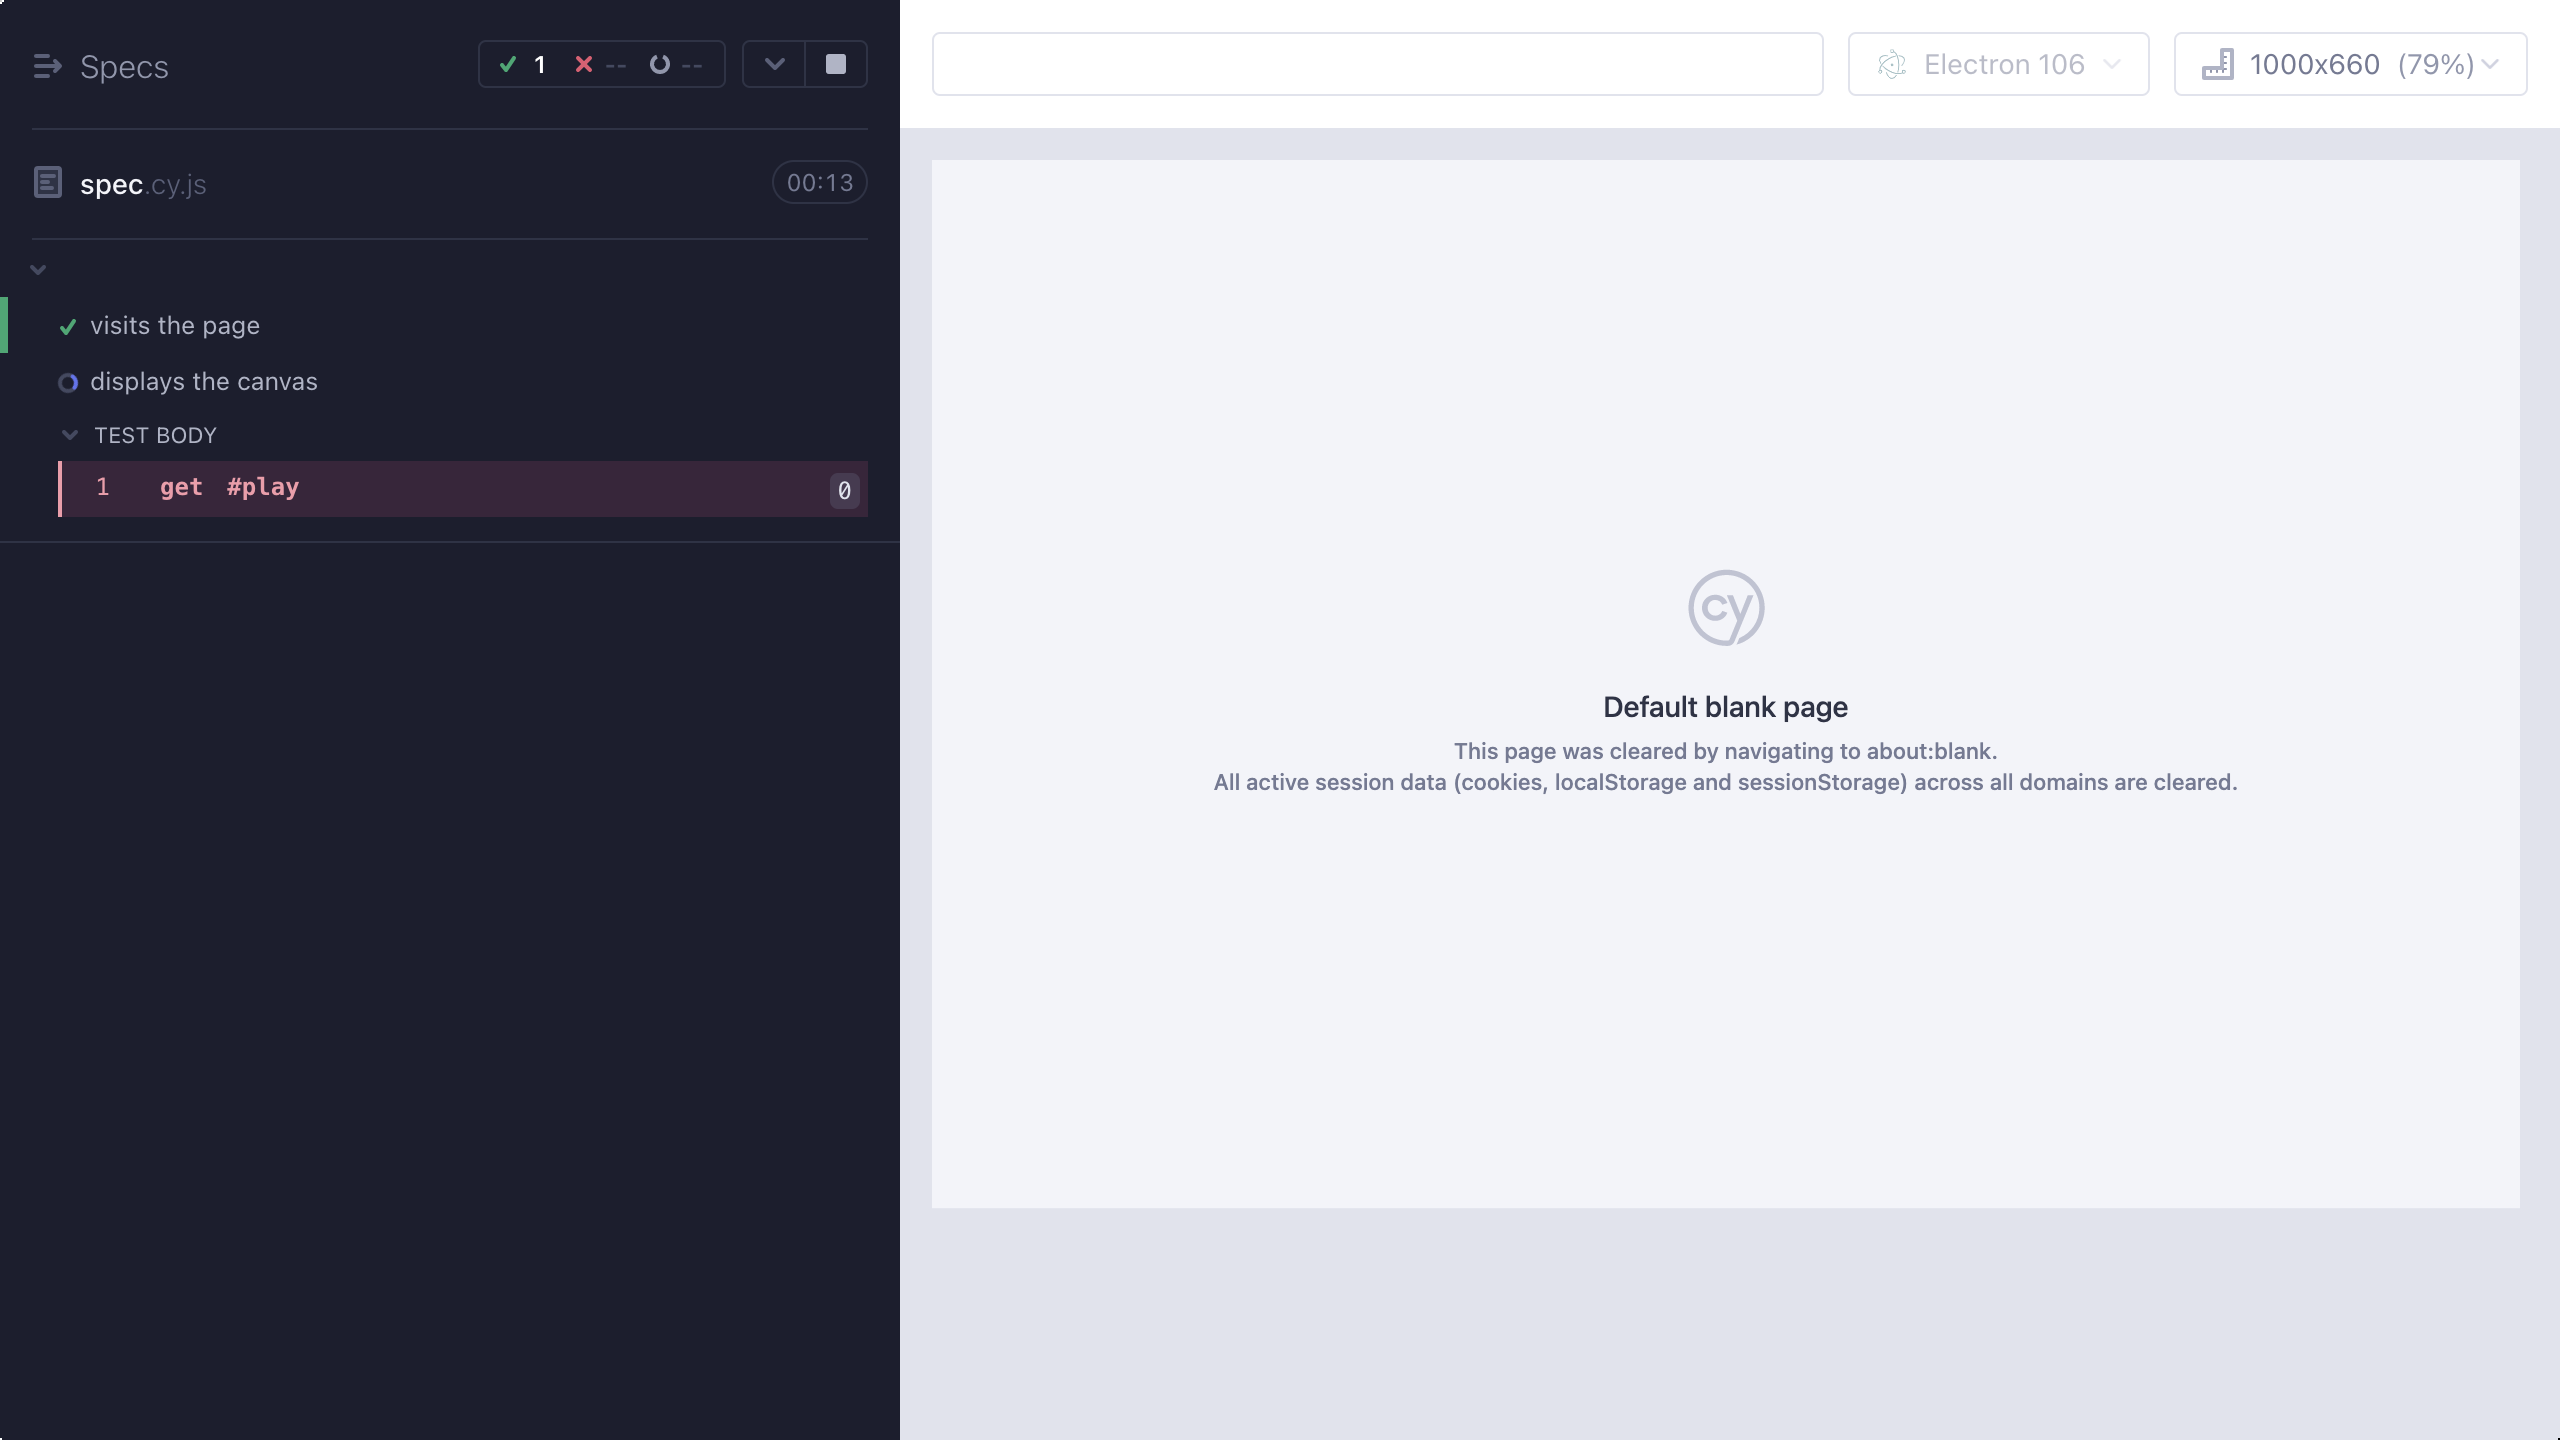 Specs
1 -- --
spec.cy.js
00:13
visits the page
displays the canvas
TEST BODY
1 get #play 0
Electron 106
1000x660 (79%)
cy
Default blank page
This page was cleared by navigating to about:blank.
All active session data (cookies, localStorage and sessionStorage) across all domains are cleared.